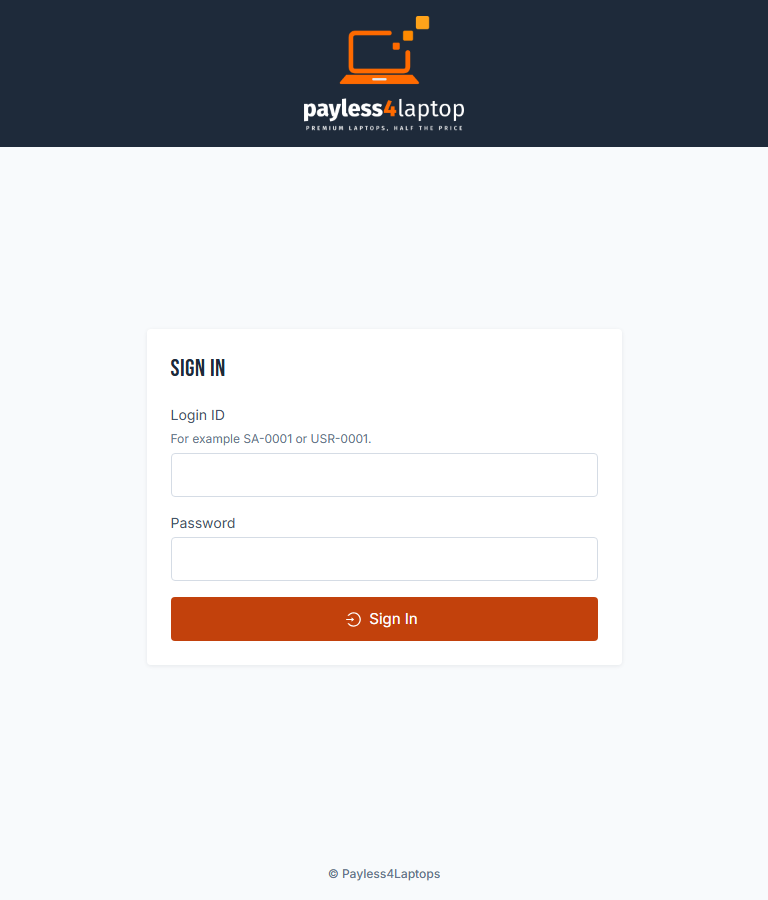 payless4laptop
PREMIUM LAPTOPS, HALF THE PRICE
SIGN IN
Login ID
For example SA-0001 or USR-0001.
Password
Sign In
© Payless4Laptops